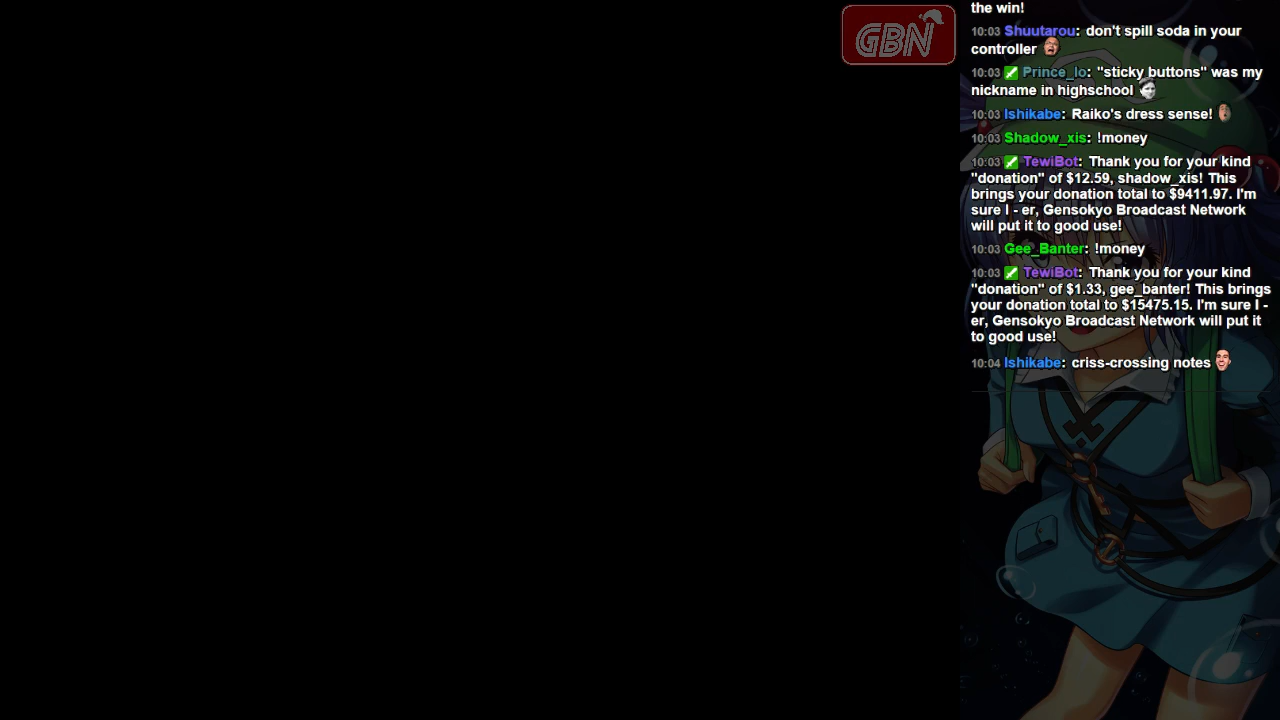 GBN
the win!
10:03 Shuutarou: don't spill soda in your
controller
10:03 Prince_Io: "sticky buttons" was my
nickname in highschool
10:03 Ishikabe: Raiko's dress sense!
10:03 Shadow_xis: !money
10:03 TewiBot: Thank you for your kind
"donation" of $12.59, shadow_xis! This
brings your donation total to $9411.97. I'm
sure I - er, Gensokyo Broadcast Network
will put it to good use!
10:03 Gee_Banter: !money
10:03 TewiBot: Thank you for your kind
"donation" of $1.33, gee_banter! This brings
your donation total to $15475.15. I'm sure I -
er, Gensokyo Broadcast Network will put it
to good use!
10:04 Ishikabe: criss-crossing notes